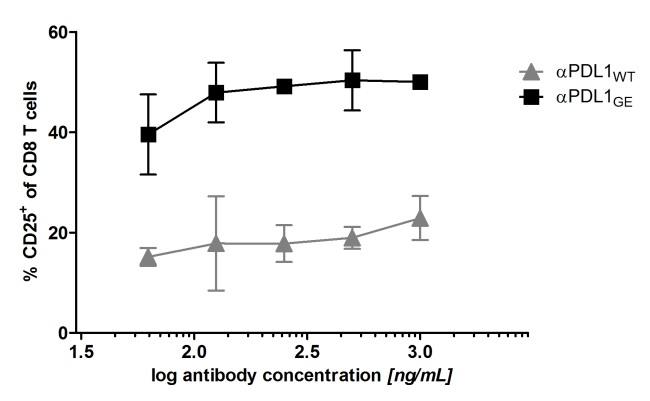 60
40
20
0
1.5 2.0 2.5 3.0
% CD25⁺ of CD8 T cells
log antibody concentration [ng/mL]
αPDL1WT
αPDL1GE